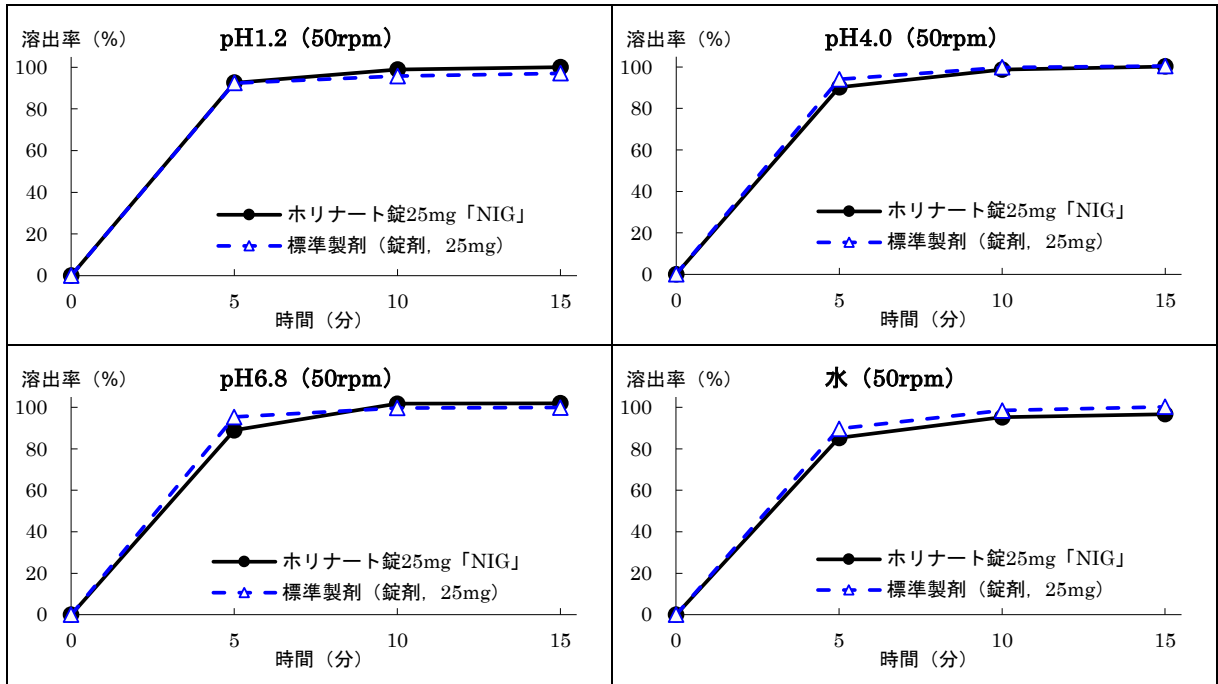 溶出率（%）
pH1.2（50rpm）
100
80
60
40
20
0
ホリナート錠25mg「NIG」
標準製剤（錠剤，25mg）
0
5
10
15
時間（分）
溶出率（%）
pH4.0（50rpm）
100
80
60
40
20
0
ホリナート錠25mg「NIG」
標準製剤（錠剤，25mg）
0
5
10
15
時間（分）
溶出率（%）
pH6.8（50rpm）
100
80
60
40
20
0
ホリナート錠25mg「NIG」
標準製剤（錠剤，25mg）
0
5
10
15
時間（分）
溶出率（%）
水（50rpm）
100
80
60
40
20
0
ホリナート錠25mg「NIG」
標準製剤（錠剤，25mg）
0
5
10
15
時間（分）